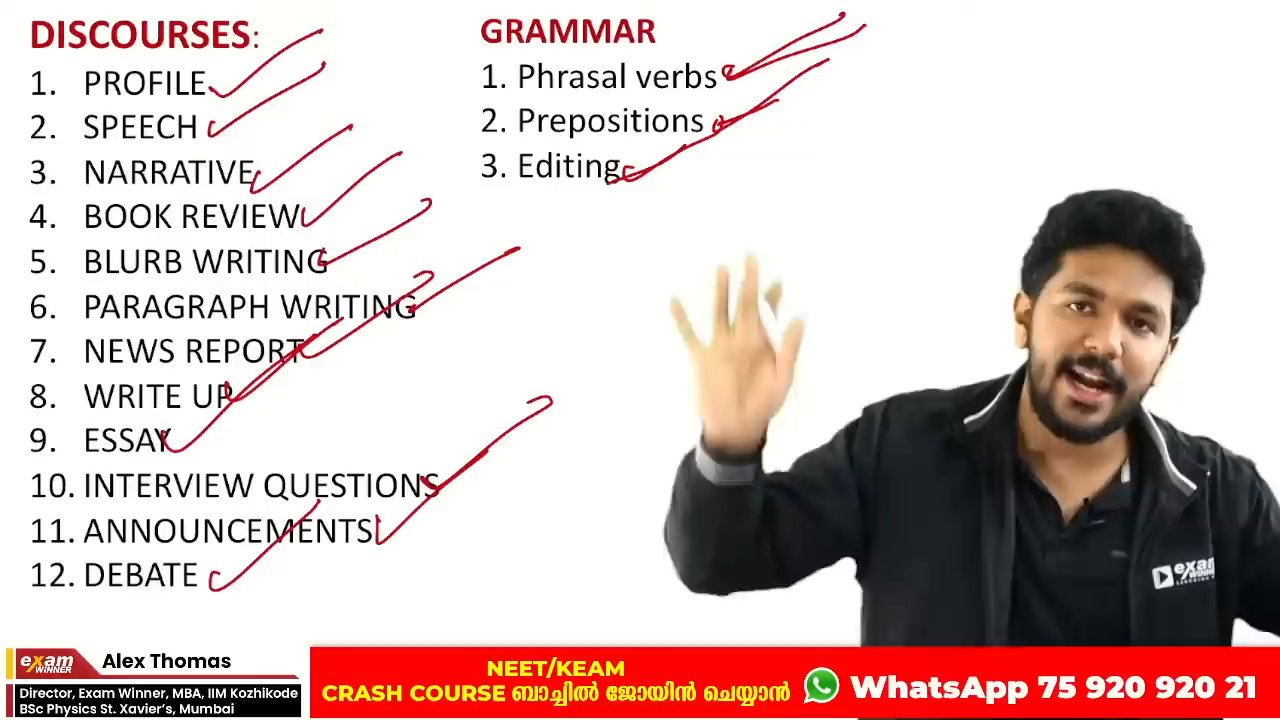 DISCOURSES:
1. PROFILE
2. SPEECH
3. NARRATIVE
4. BOOK REVIEW
5. BLURB WRITING
6. PARAGRAPH WRITING
7. NEWS REPORT
8. WRITE UP
9. ESSAY
10. INTERVIEW QUESTIONS
11. ANNOUNCEMENTS
12. DEBATE
GRAMMAR
1. Phrasal verbs
2. Prepositions
3. Editing
exam
WINNER
exam
WINNER
Alex Thomas
Director, Exam Winner, MBA, IIM Kozhikode
BSc Physics St. Xavier's, Mumbai
NEET/KEAM
CRASH COURSE ബാച്ചിൽ ജോയിൻ ചെയ്യാൻ
WhatsApp 75 920 920 21